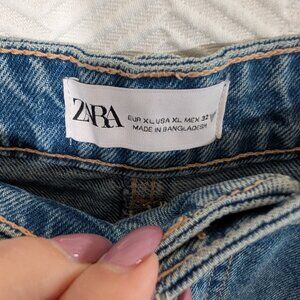 ZARA
EUR XL USA XL MEX 32
MADE IN BANGLADESH